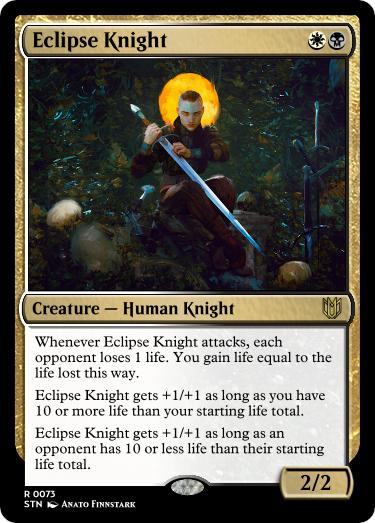 Eclipse Knight
Creature — Human Knight
Whenever Eclipse Knight attacks, each
opponent loses 1 life. You gain life equal to the
life lost this way.
Eclipse Knight gets +1/+1 as long as you have
10 or more life than your starting life total.
Eclipse Knight gets +1/+1 as long as an
opponent has 10 or less life than their starting
life total.
2/2
R 0073
STN Anato Finnstark